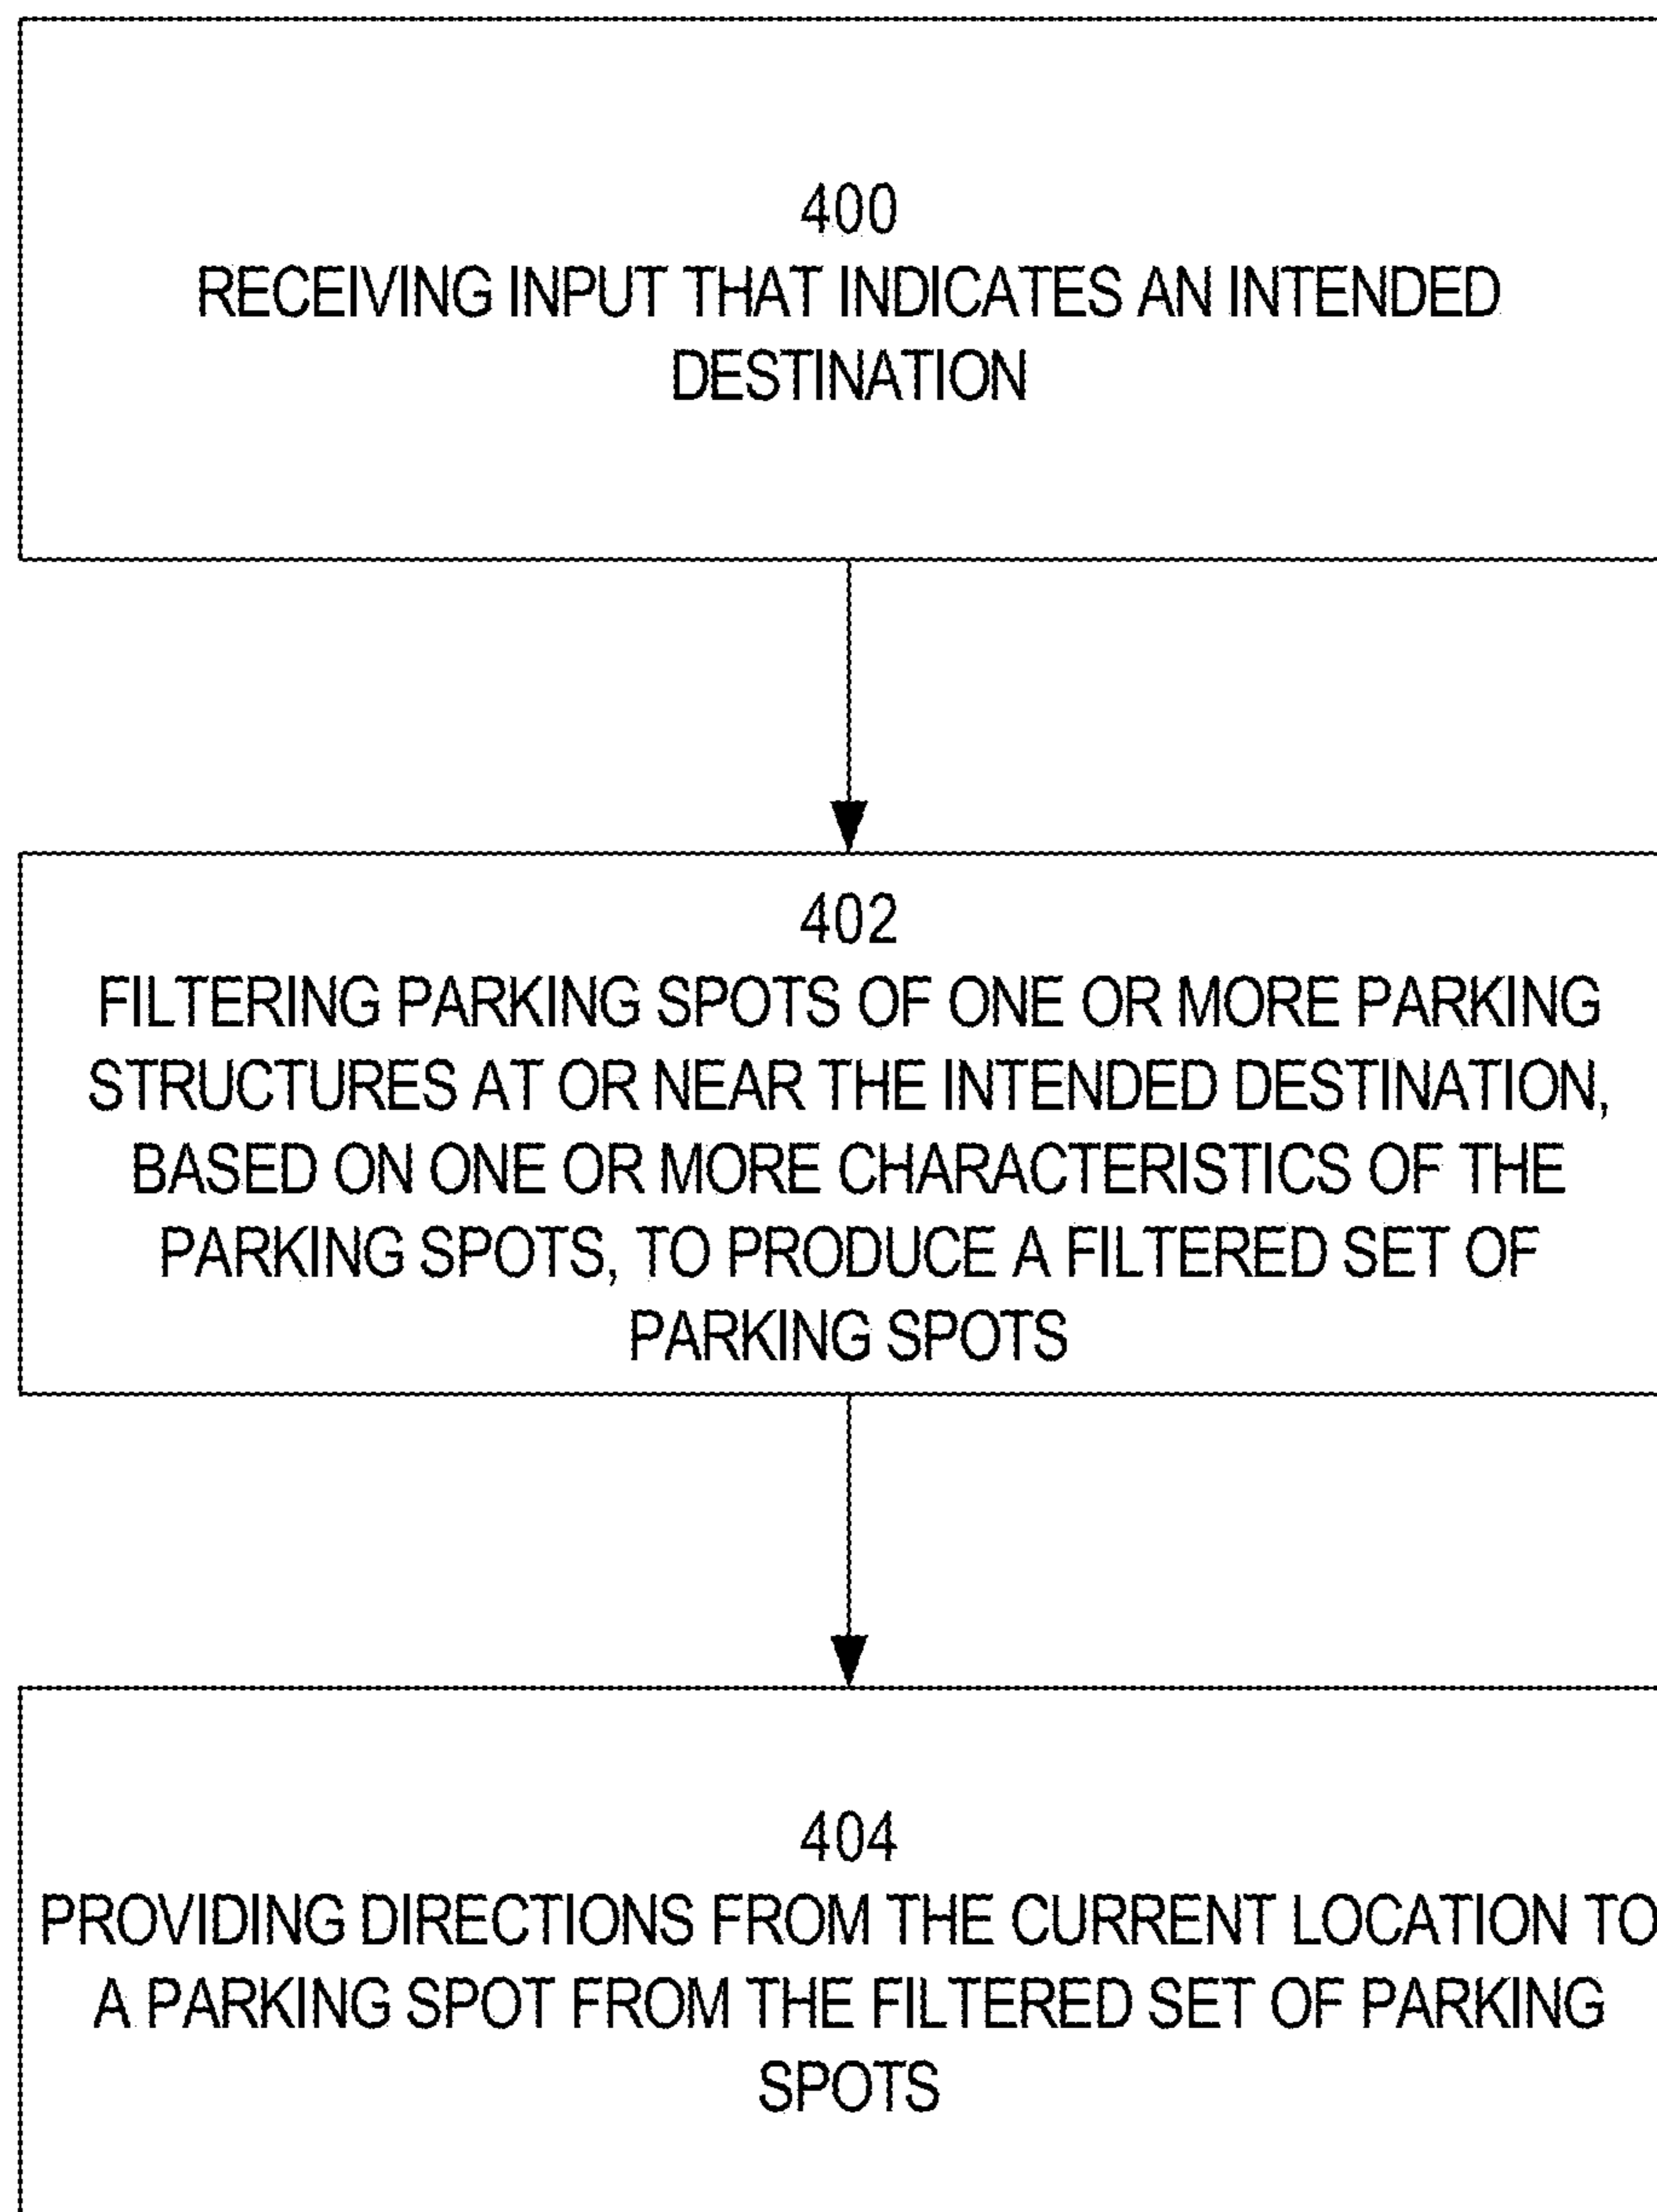 400
RECEIVING INPUT THAT INDICATES AN INTENDED
DESTINATION
402
FILTERING PARKING SPOTS OF ONE OR MORE PARKING
STRUCTURES AT OR NEAR THE INTENDED DESTINATION,
BASED ON ONE OR MORE CHARACTERISTICS OF THE
PARKING SPOTS, TO PRODUCE A FILTERED SET OF
PARKING SPOTS
404
PROVIDING DIRECTIONS FROM THE CURRENT LOCATION TO
A PARKING SPOT FROM THE FILTERED SET OF PARKING
SPOTS